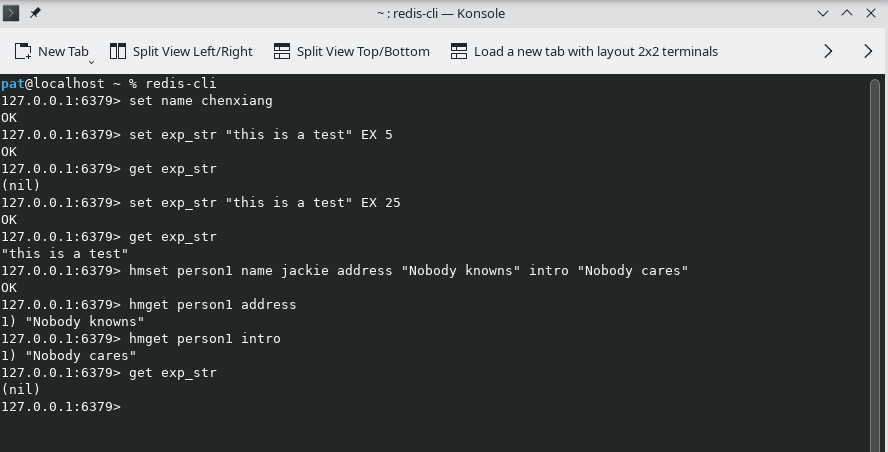 ~ : redis-cli — Konsole
New Tab Split View Left/Right Split View Top/Bottom Load a new tab with layout 2x2 terminals
pat@localhost ~ % redis-cli
127.0.0.1:6379> set name chenxiang
OK
127.0.0.1:6379> set exp_str "this is a test" EX 5
OK
127.0.0.1:6379> get exp_str
(nil)
127.0.0.1:6379> set exp_str "this is a test" EX 25
OK
127.0.0.1:6379> get exp_str
"this is a test"
127.0.0.1:6379> hmset person1 name jackie address "Nobody knowns" intro "Nobody cares"
OK
127.0.0.1:6379> hmget person1 address
1) "Nobody knowns"
127.0.0.1:6379> hmget person1 intro
1) "Nobody cares"
127.0.0.1:6379> get exp_str
(nil)
127.0.0.1:6379>